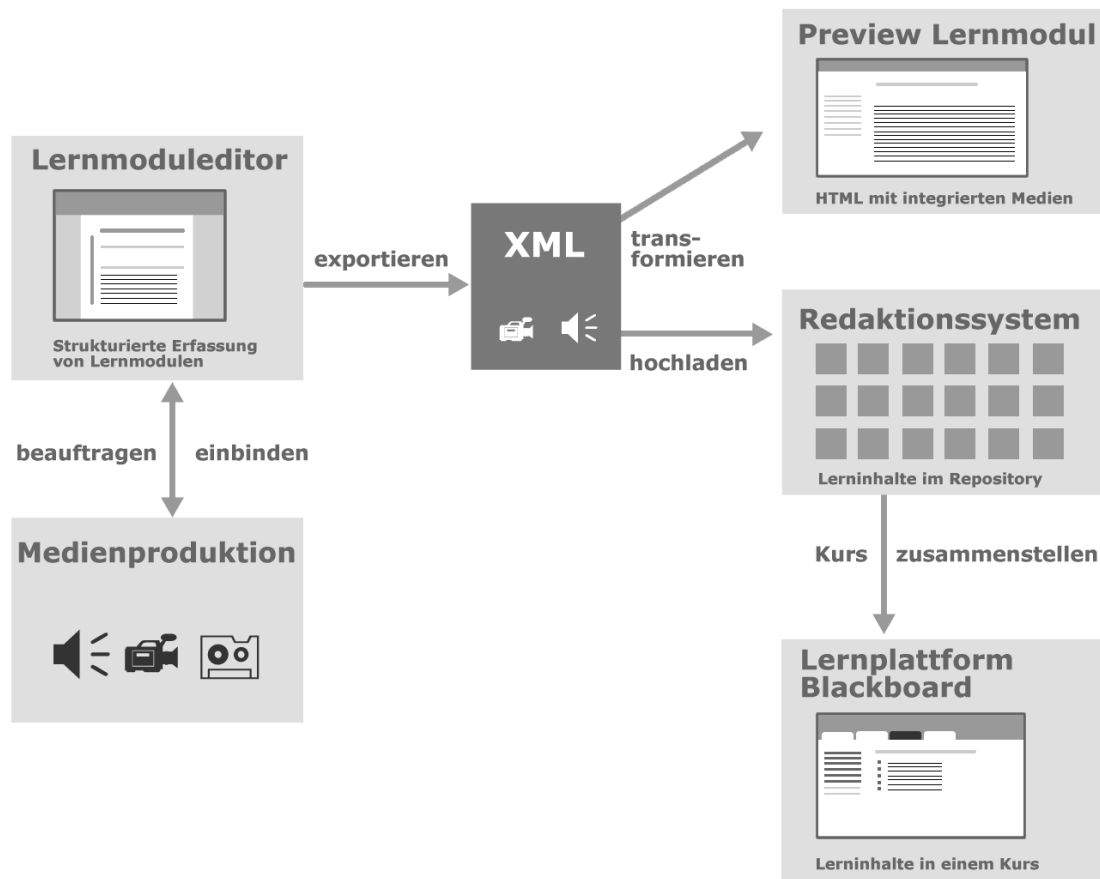 Lernmoduleditor
Strukturierte Erfassung
von Lernmodulen
beauftragen
einbinden
Medienproduktion
exportieren
XML
trans-
formieren
hochladen
Preview Lernmodul
HTML mit integrierten Medien
Redaktionssystem
Lerninhalte im Repository
Kurs zusammenstellen
Lernplattform
Blackboard
Lerninhalte in einem Kurs